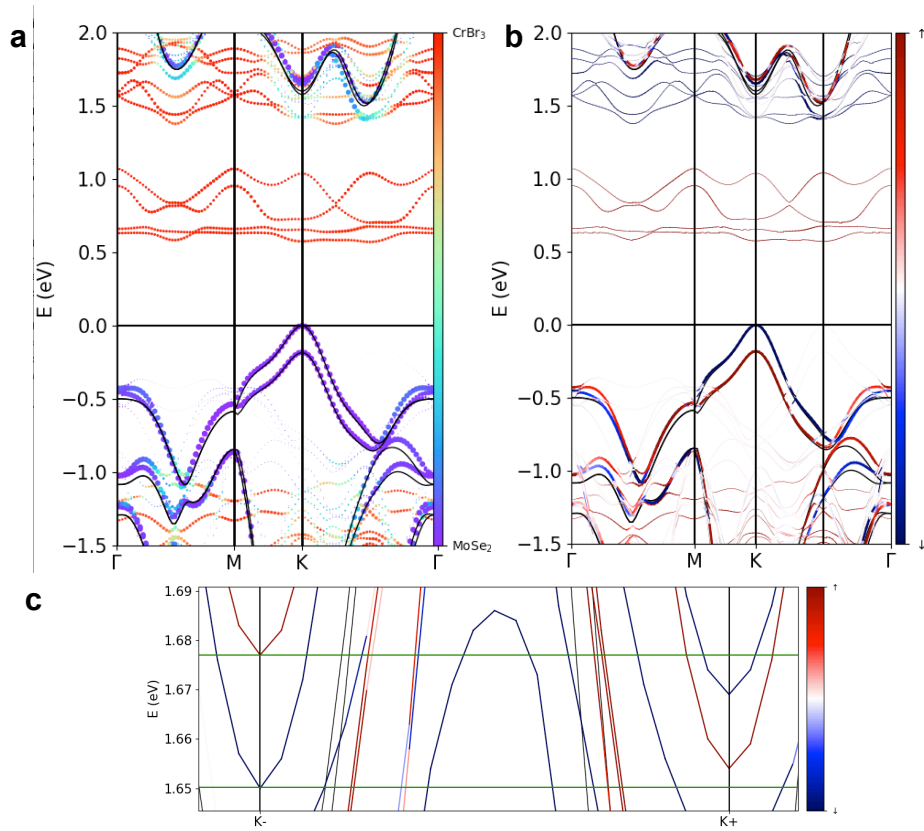 a
b
2.0
1.5
1.0
0.5
0.0
−0.5
−1.0
−1.5
E (eV)
Γ
M
K
Γ
CrBr3
MoSe2
2.0
1.5
1.0
0.5
0.0
−0.5
−1.0
−1.5
E (eV)
Γ
M
K
Γ
↑
↓
c
1.69
1.68
1.67
1.66
1.65
E (eV)
K-
K+
↑
↓